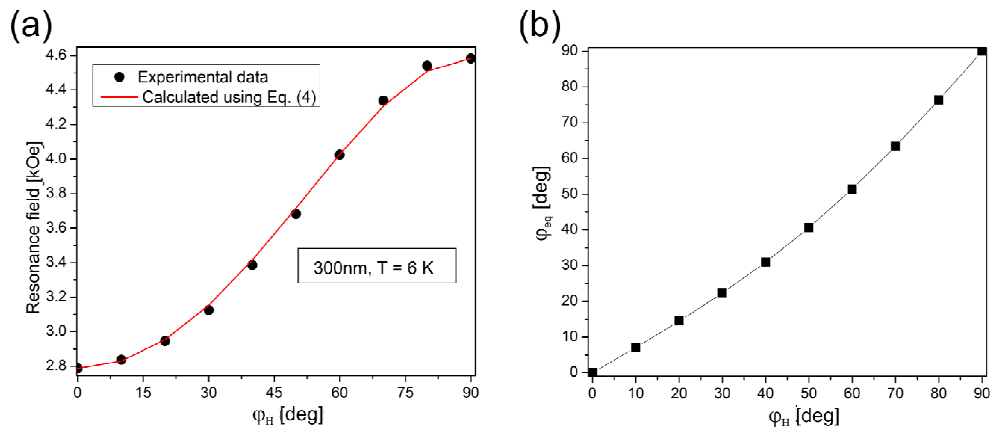 (a)
4.6
4.4
4.2
4.0
3.8
3.6
3.4
3.2
3.0
2.8
Resonance field [kOe]
Experimental data
Calculated using Eq. (4)
300nm, T = 6 K
0 15 30 45 60 75 90
φH [deg]
(b)
90
80
70
60
50
40
30
20
10
0
φeq [deg]
0 10 20 30 40 50 60 70 80 90
φH [deg]